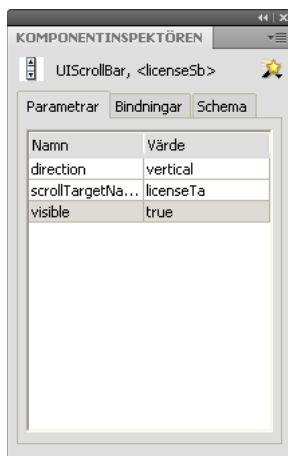 KOMPONENTINSPEKTÖREN
UIScrollBar, <licenseSb>
Parametrar Bindningar Schema
Namn Värde
direction vertical
scrollTargetNa... licenseTa
visible true